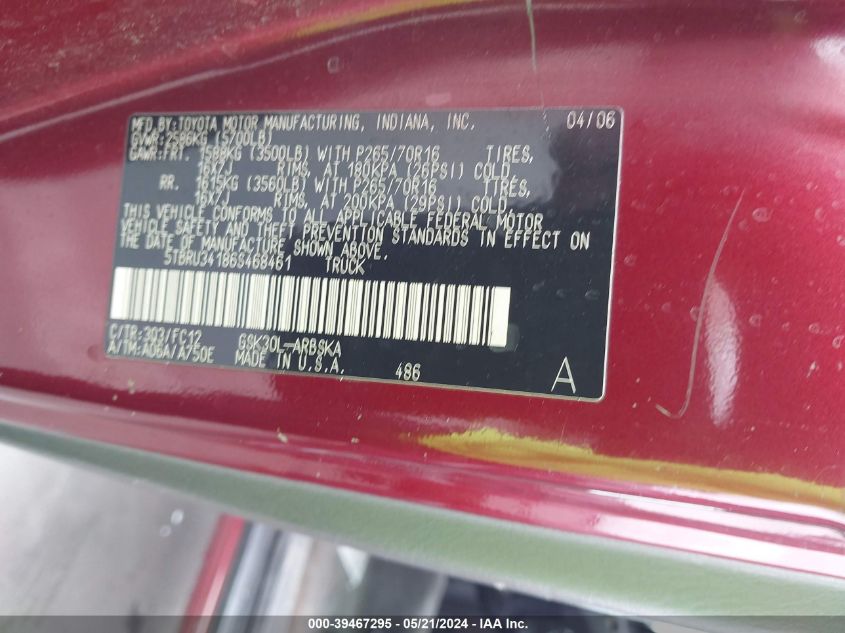 MFD.BY:TOYOTA MOTOR MANUFACTURING, INDIANA, INC. 04/06
GVWR:2586KG (5700LB)
GAWR:FRT. 1588KG (3500LB) WITH P265/70R16 TIRES,
16X7J RIMS, AT 180KPA (26PSI) COLD,
RR. 1615KG (3560LB) WITH P265/70R16 TIRES,
16X7J RIMS, AT 200KPA (29PSI) COLD.
THIS VEHICLE CONFORMS TO ALL APPLICABLE FEDERAL MOTOR
VEHICLE SAFETY AND THEFT PREVENTION STANDARDS IN EFFECT ON
THE DATE OF MANUFACTURE SHOWN ABOVE.
5TBRU34186S468461 TRUCK
C/TR:3Q3/FC12 GSK30L-ARBSKA
A/TM:A06A/A750E MADE IN U.S.A. 486 A
000-39467295 - 05/21/2024 - IAA Inc.